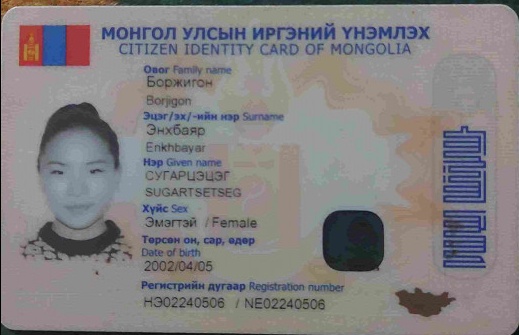 МОНГОЛ УЛСЫН ИРГЭНИЙ ҮНЭМЛЭХ
CITIZEN IDENTITY CARD OF MONGOLIA
Овог Family name
Боржигон
Borjigon
Эцэг/эх/-ийн нэр Surname
Энхбаяр
Enkhbayar
Нэр Given name
СУГАРЦЭЦЭГ
SUGARTSETSEG
Хүйс Sex
Эмэгтэй / Female
Төрсөн он, сар, өдөр
Date of birth
2002/04/05
Регистрийн дугаар Registration number
НЭ02240506 / NE02240506